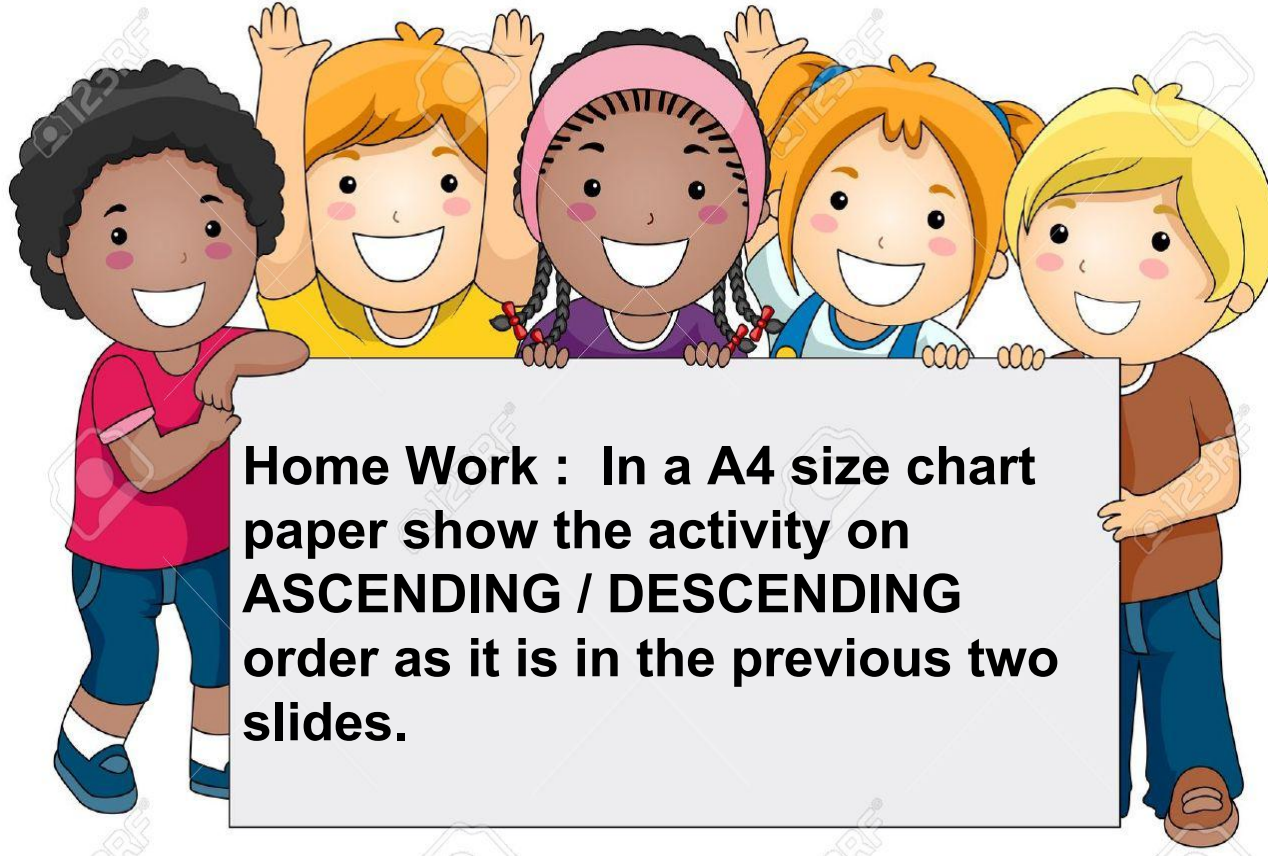 Home Work :  In a A4 size chart
paper show the activity on
ASCENDING / DESCENDING
order as it is in the previous two
slides.